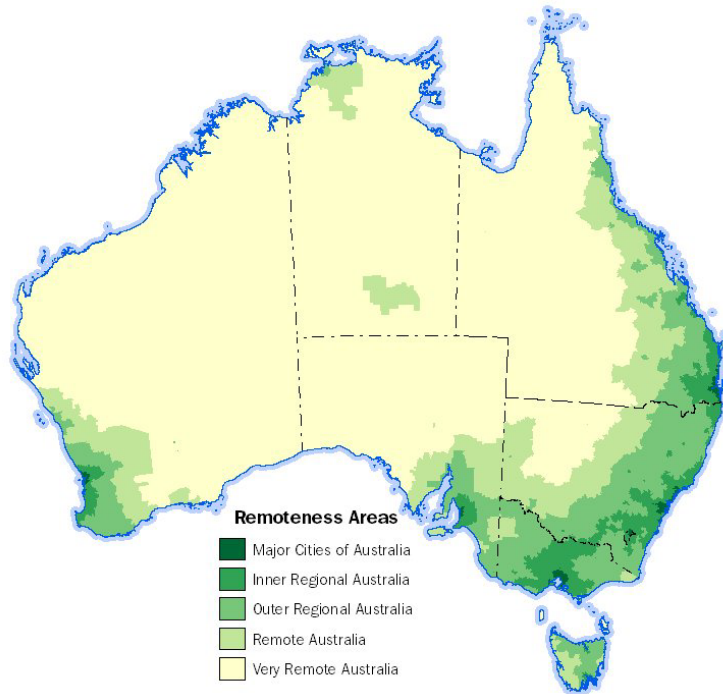 Remoteness Areas
Major Cities of Australia
Inner Regional Australia
Outer Regional Australia
Remote Australia
Very Remote Australia